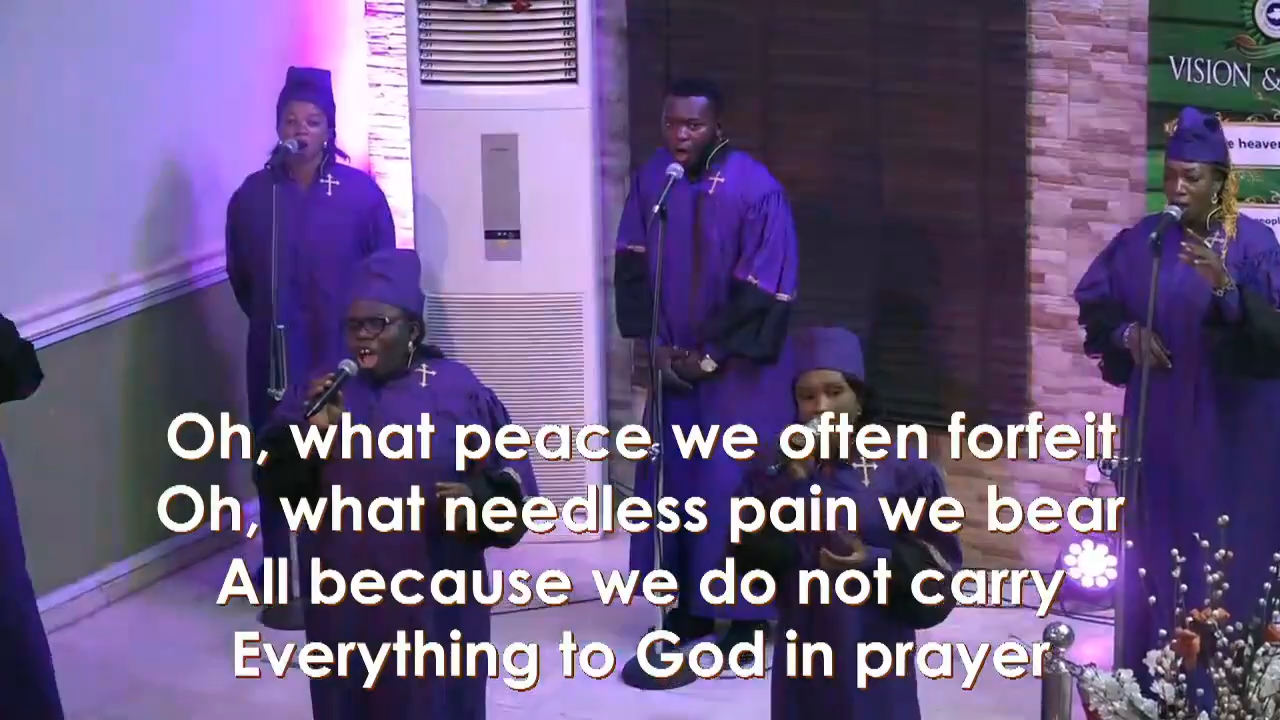 VISION &
e heaven
Oh, what peace we often forfeit
Oh, what needless pain we bear
All because we do not carry
Everything to God in prayer